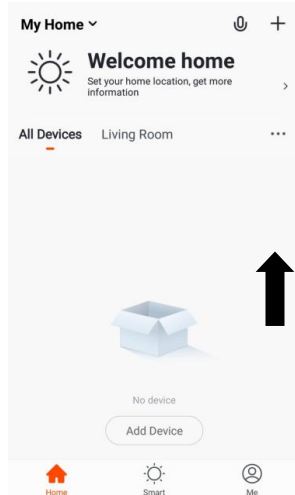 My Home
Welcome home
Set your home location, get more
information
All Devices Living Room
No device
Add Device
Home Smart Me